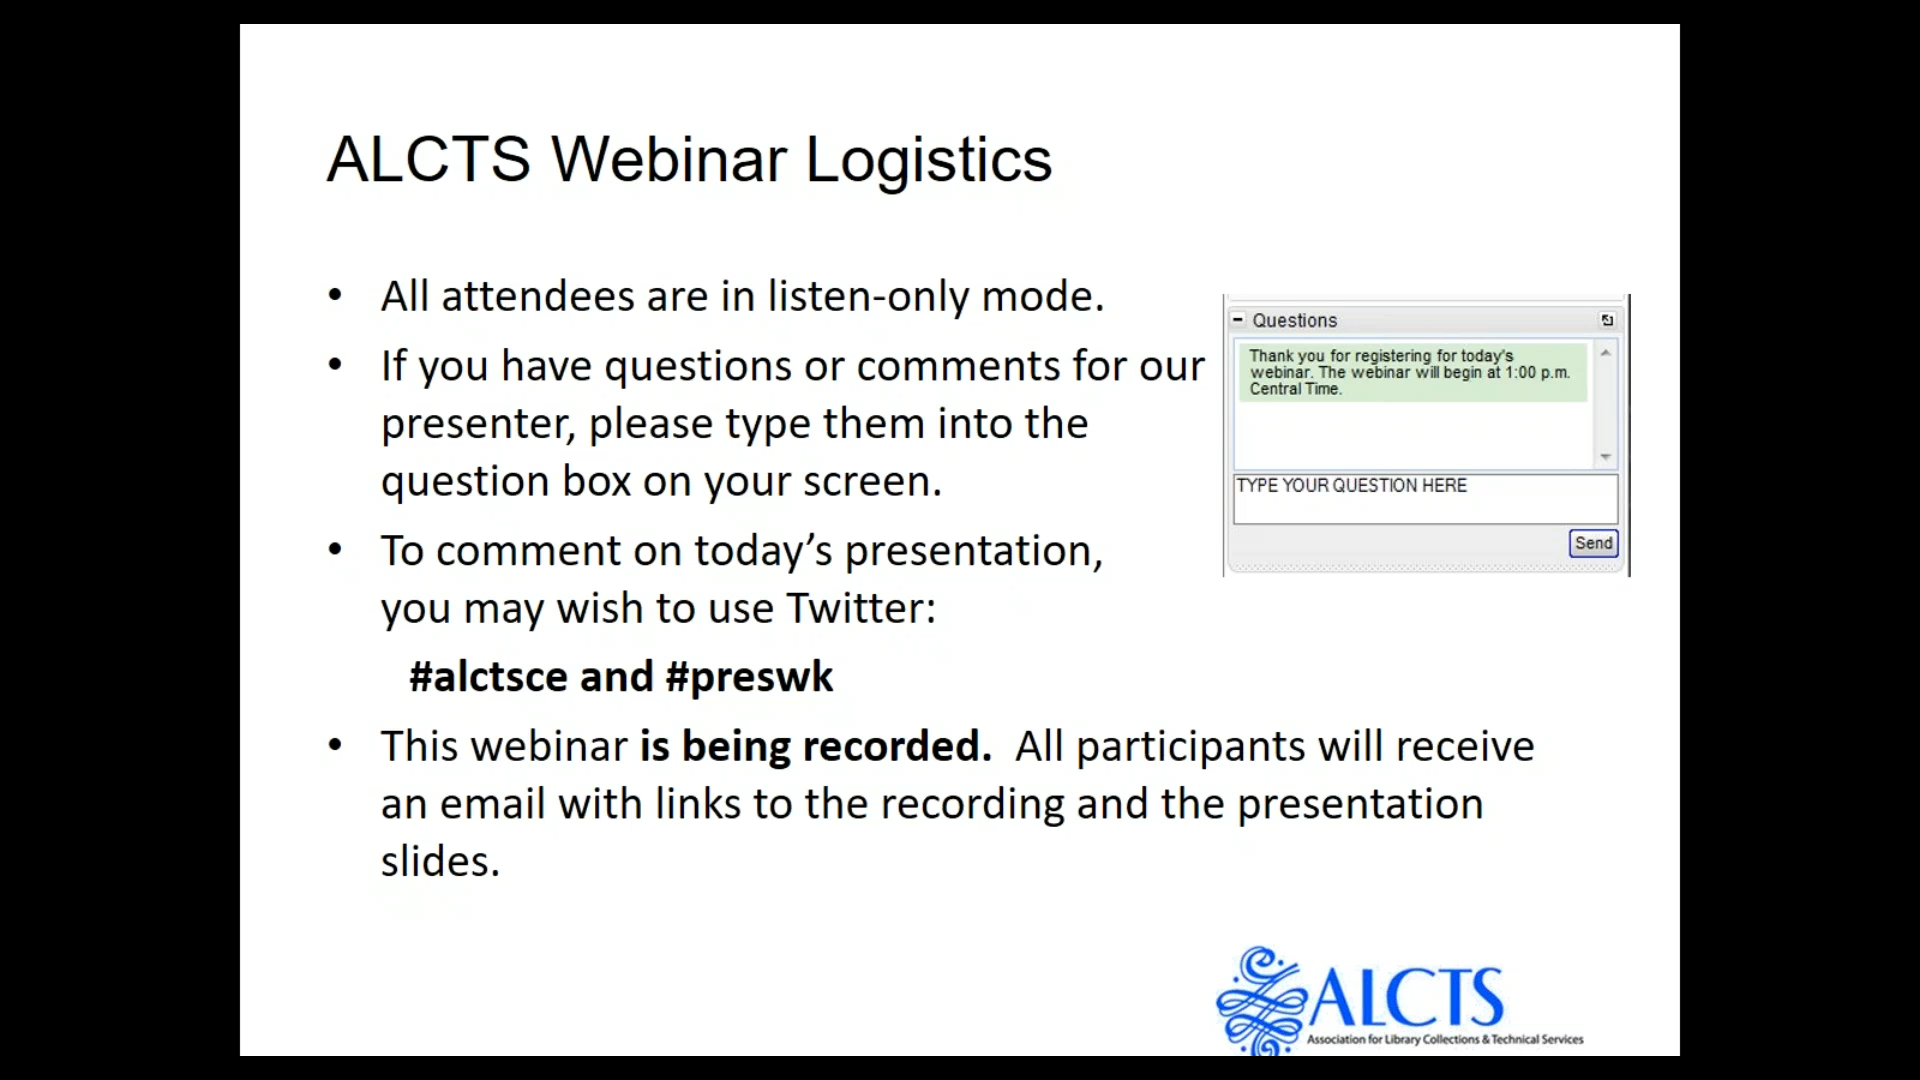 ALCTS Webinar Logistics
• All attendees are in listen-only mode.
• If you have questions or comments for our
presenter, please type them into the
question box on your screen.
• To comment on today’s presentation,
you may wish to use Twitter:
#alctsce and #preswk
• This webinar is being recorded.  All participants will receive
an email with links to the recording and the presentation
slides.
Questions
Thank you for registering for today's
webinar. The webinar will begin at 1:00 p.m.
Central Time.
TYPE YOUR QUESTION HERE
Send
ALCTS
Association for Library Collections & Technical Services